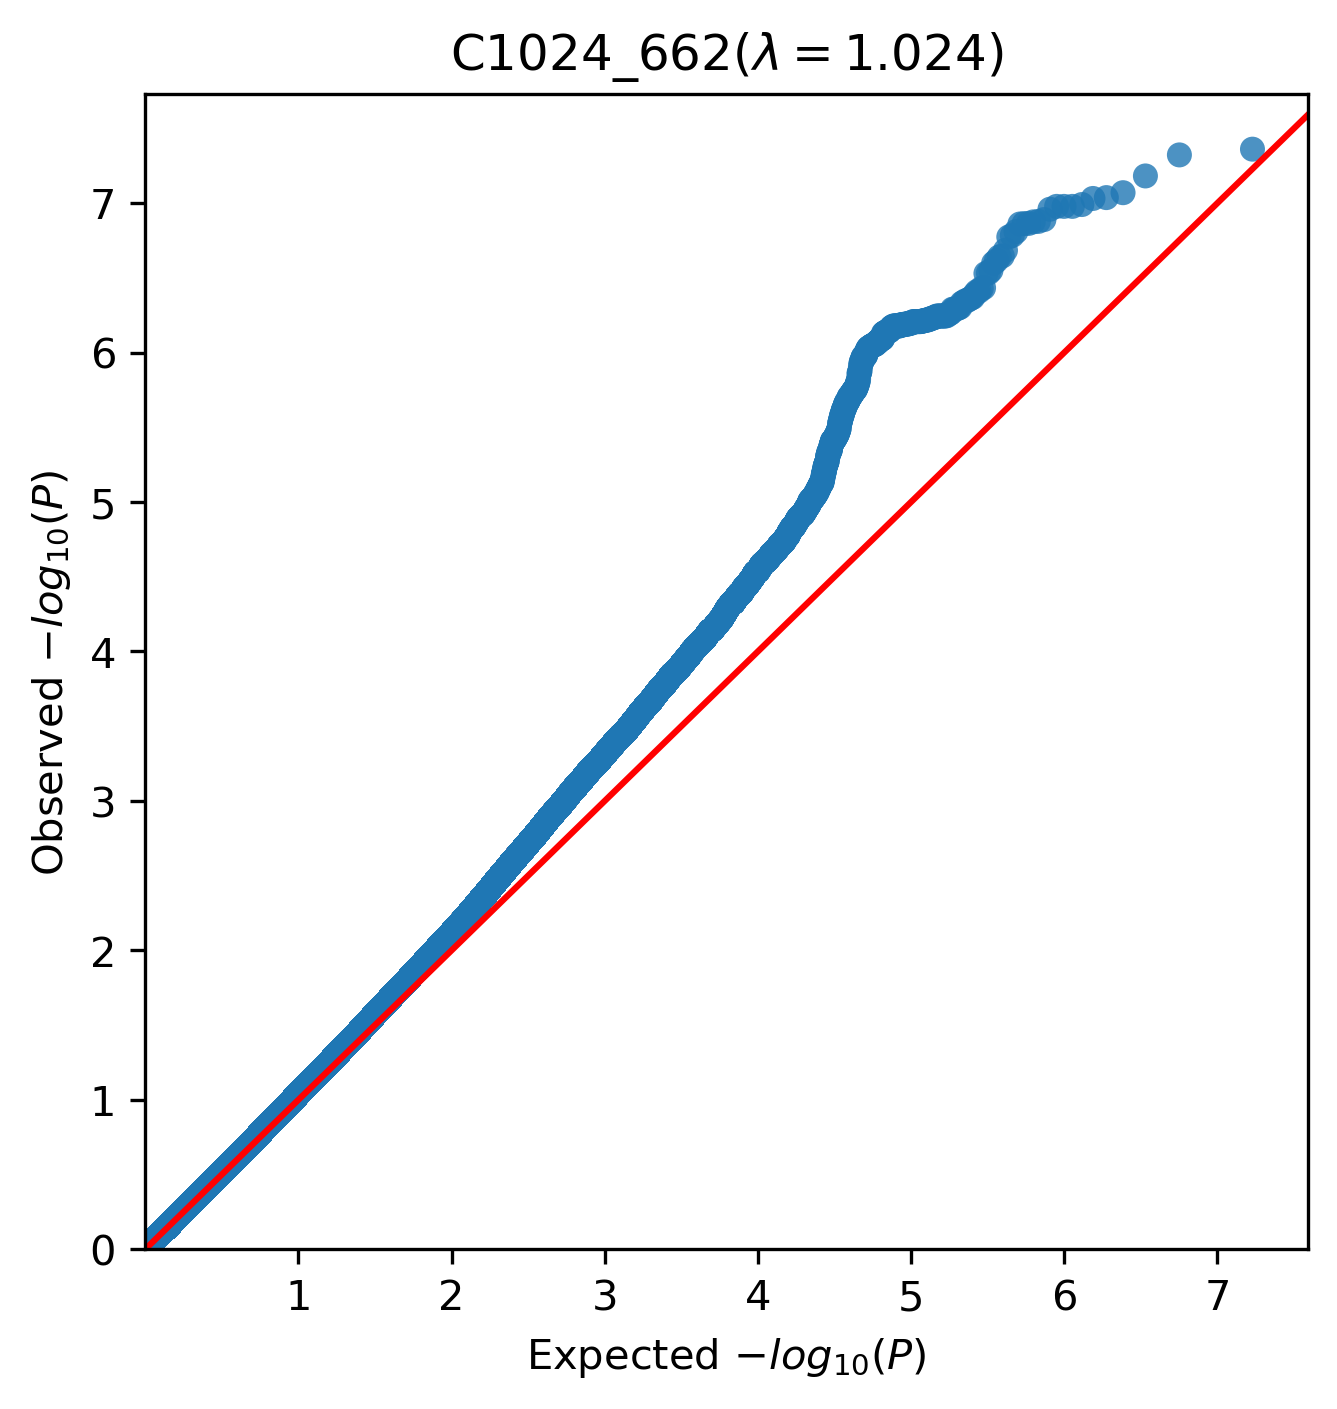 C1024_662(λ = 1.024)
Observed −log₁₀(P)
7
6
5
4
3
2
1
0
1 2 3 4 5 6 7
Expected −log₁₀(P)